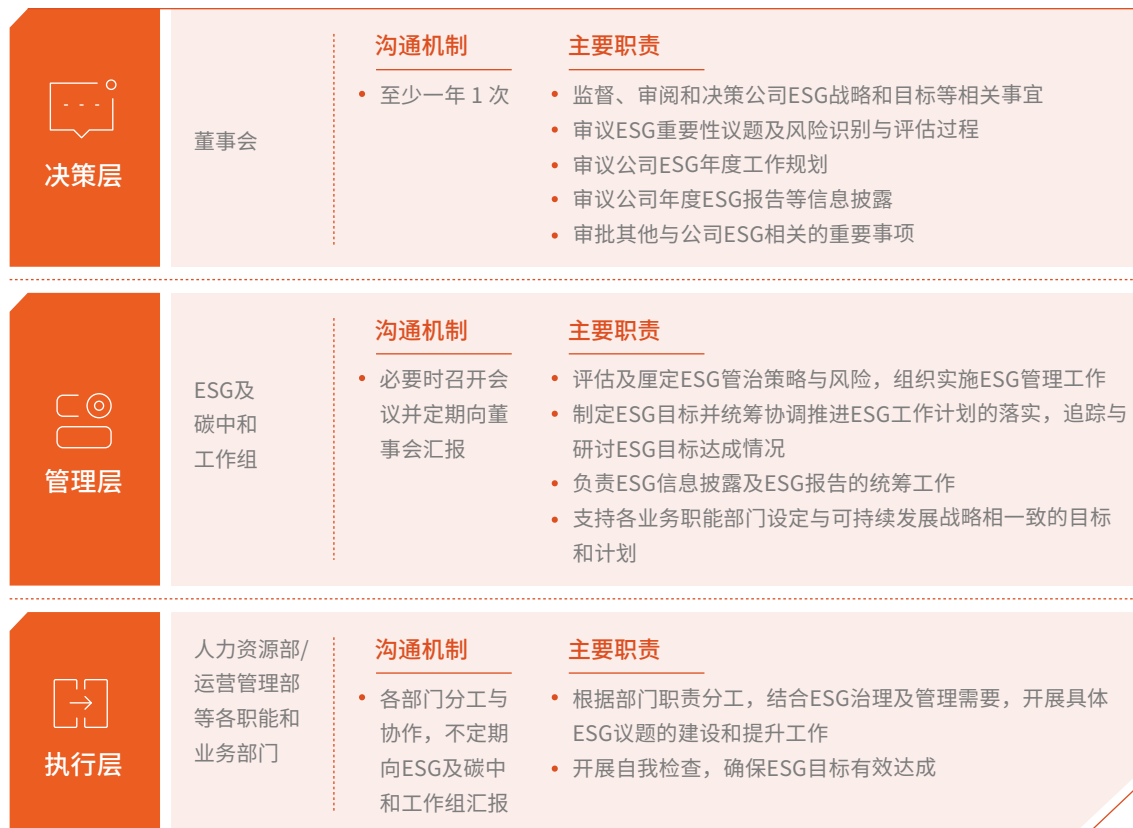 决策层
董事会
沟通机制
• 至少一年 1 次
主要职责
• 监督、审阅和决策公司ESG战略和目标等相关事宜
• 审议ESG重要性议题及风险识别与评估过程
• 审议公司ESG年度工作规划
• 审议公司年度ESG报告等信息披露
• 审批其他与公司ESG相关的重要事项
管理层
ESG及
碳中和
工作组
沟通机制
• 必要时召开会
议并定期向董
事会汇报
主要职责
• 评估及厘定ESG管治策略与风险，组织实施ESG管理工作
• 制定ESG目标并统筹协调推进ESG工作计划的落实，追踪与
研讨ESG目标达成情况
• 负责ESG信息披露及ESG报告的统筹工作
• 支持各业务职能部门设定与可持续发展战略相一致的目标
和计划
执行层
人力资源部/
运营管理部
等各职能和
业务部门
沟通机制
• 各部门分工与
协作，不定期
向ESG及碳中
和工作组汇报
主要职责
• 根据部门职责分工，结合ESG治理及管理需要，开展具体
ESG议题的建设和提升工作
• 开展自我检查，确保ESG目标有效达成